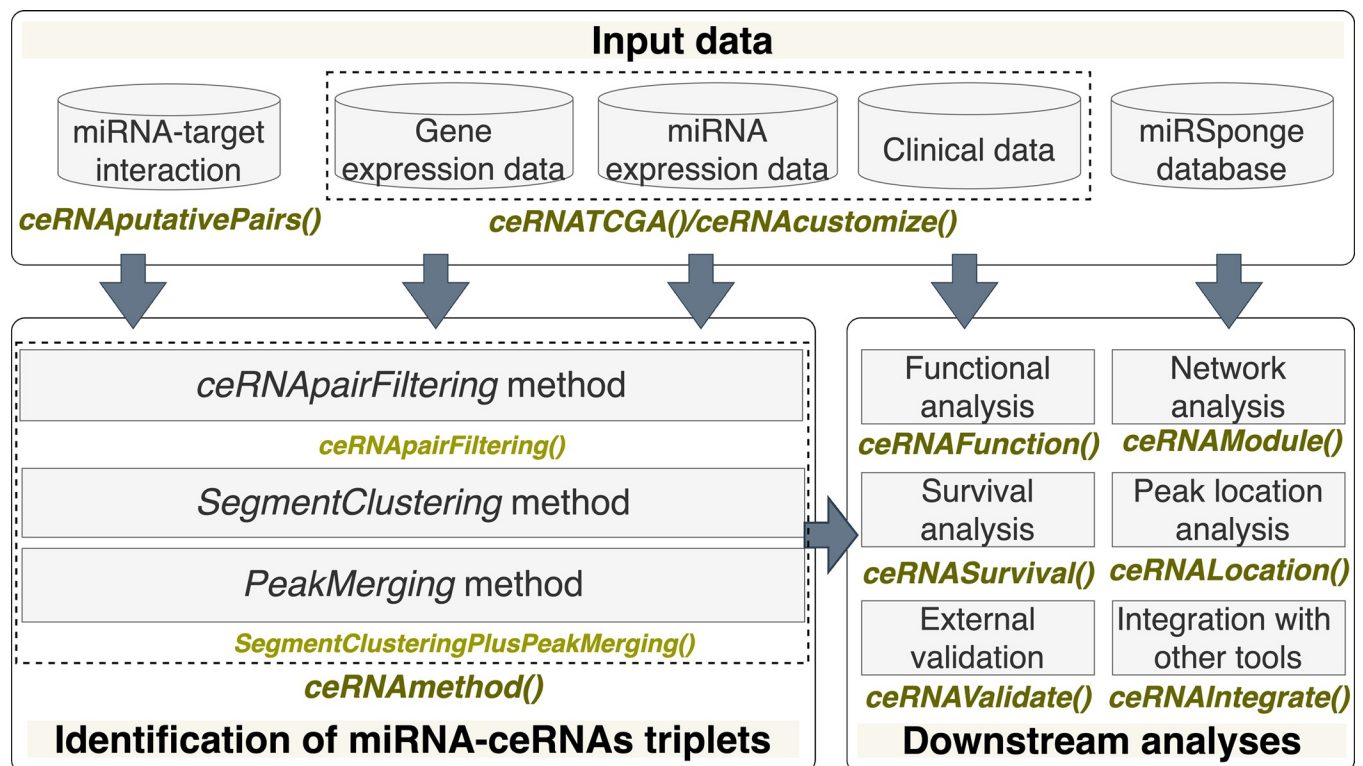 Input data
miRNA-target
interaction
Gene
expression data
miRNA
expression data
Clinical data
miRSponge
database
ceRNAputativePairs()
ceRNATCGA()/ceRNAcustomize()
ceRNApairFiltering method
ceRNApairFiltering()
SegmentClustering method
PeakMerging method
SegmentClusteringPlusPeakMerging()
ceRNAmethod()
Identification of miRNA-ceRNAs triplets
Functional
analysis
ceRNAFunction()
Network
analysis
ceRNAModule()
Survival
analysis
ceRNASurvival()
Peak location
analysis
ceRNALocation()
External
validation
ceRNAValidate()
Integration with
other tools
ceRNAIntegrate()
Downstream analyses